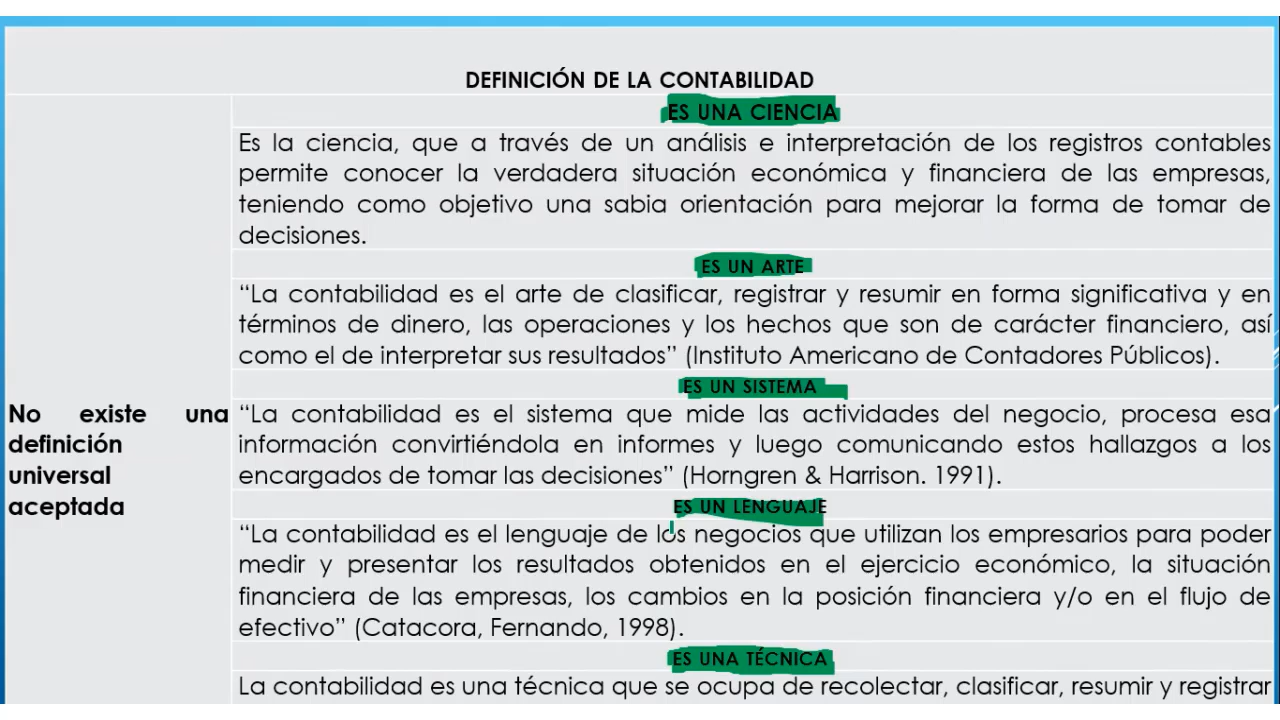 DEFINICIÓN DE LA CONTABILIDAD
ES UNA CIENCIA
Es la ciencia, que a través de un análisis e interpretación de los registros contables
permite conocer la verdadera situación económica y financiera de las empresas,
teniendo como objetivo una sabia orientación para mejorar la forma de tomar de
decisiones.
ES UN ARTE
“La contabilidad es el arte de clasificar, registrar y resumir en forma significativa y en
términos de dinero, las operaciones y los hechos que son de carácter financiero, así
como el de interpretar sus resultados” (Instituto Americano de Contadores Públicos).
ES UN SISTEMA
No existe una
definición
universal
aceptada
“La contabilidad es el sistema que mide las actividades del negocio, procesa esa
información convirtiéndola en informes y luego comunicando estos hallazgos a los
encargados de tomar las decisiones” (Horngren & Harrison. 1991).
ES UN LENGUAJE
“La contabilidad es el lenguaje de los negocios que utilizan los empresarios para poder
medir y presentar los resultados obtenidos en el ejercicio económico, la situación
financiera de las empresas, los cambios en la posición financiera y/o en el flujo de
efectivo” (Catacora, Fernando, 1998).
ES UNA TÉCNICA
La contabilidad es una técnica que se ocupa de recolectar, clasificar, resumir y registrar